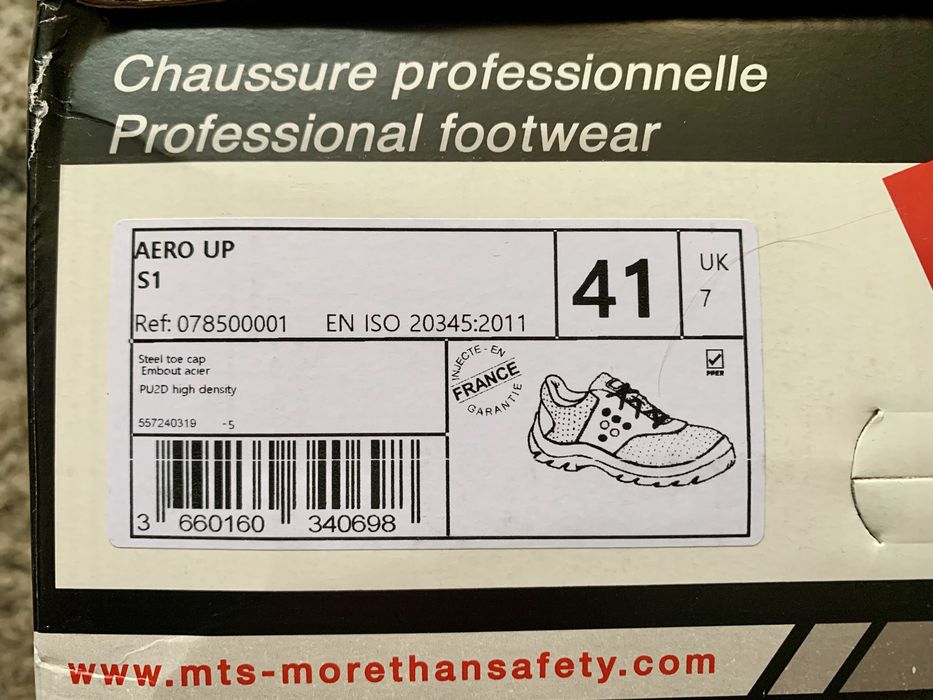 Chaussure professionnelle
Professional footwear
AERO UP
S1
Ref: 078500001 EN ISO 20345:2011
41
UK
7
Steel toe cap
Embout acier
PU2D high density
557240319 -5
INJECTE - EN
FRANCE
GARANTIE
PPER
3 660160 340698
www.mts-morethansafety.com